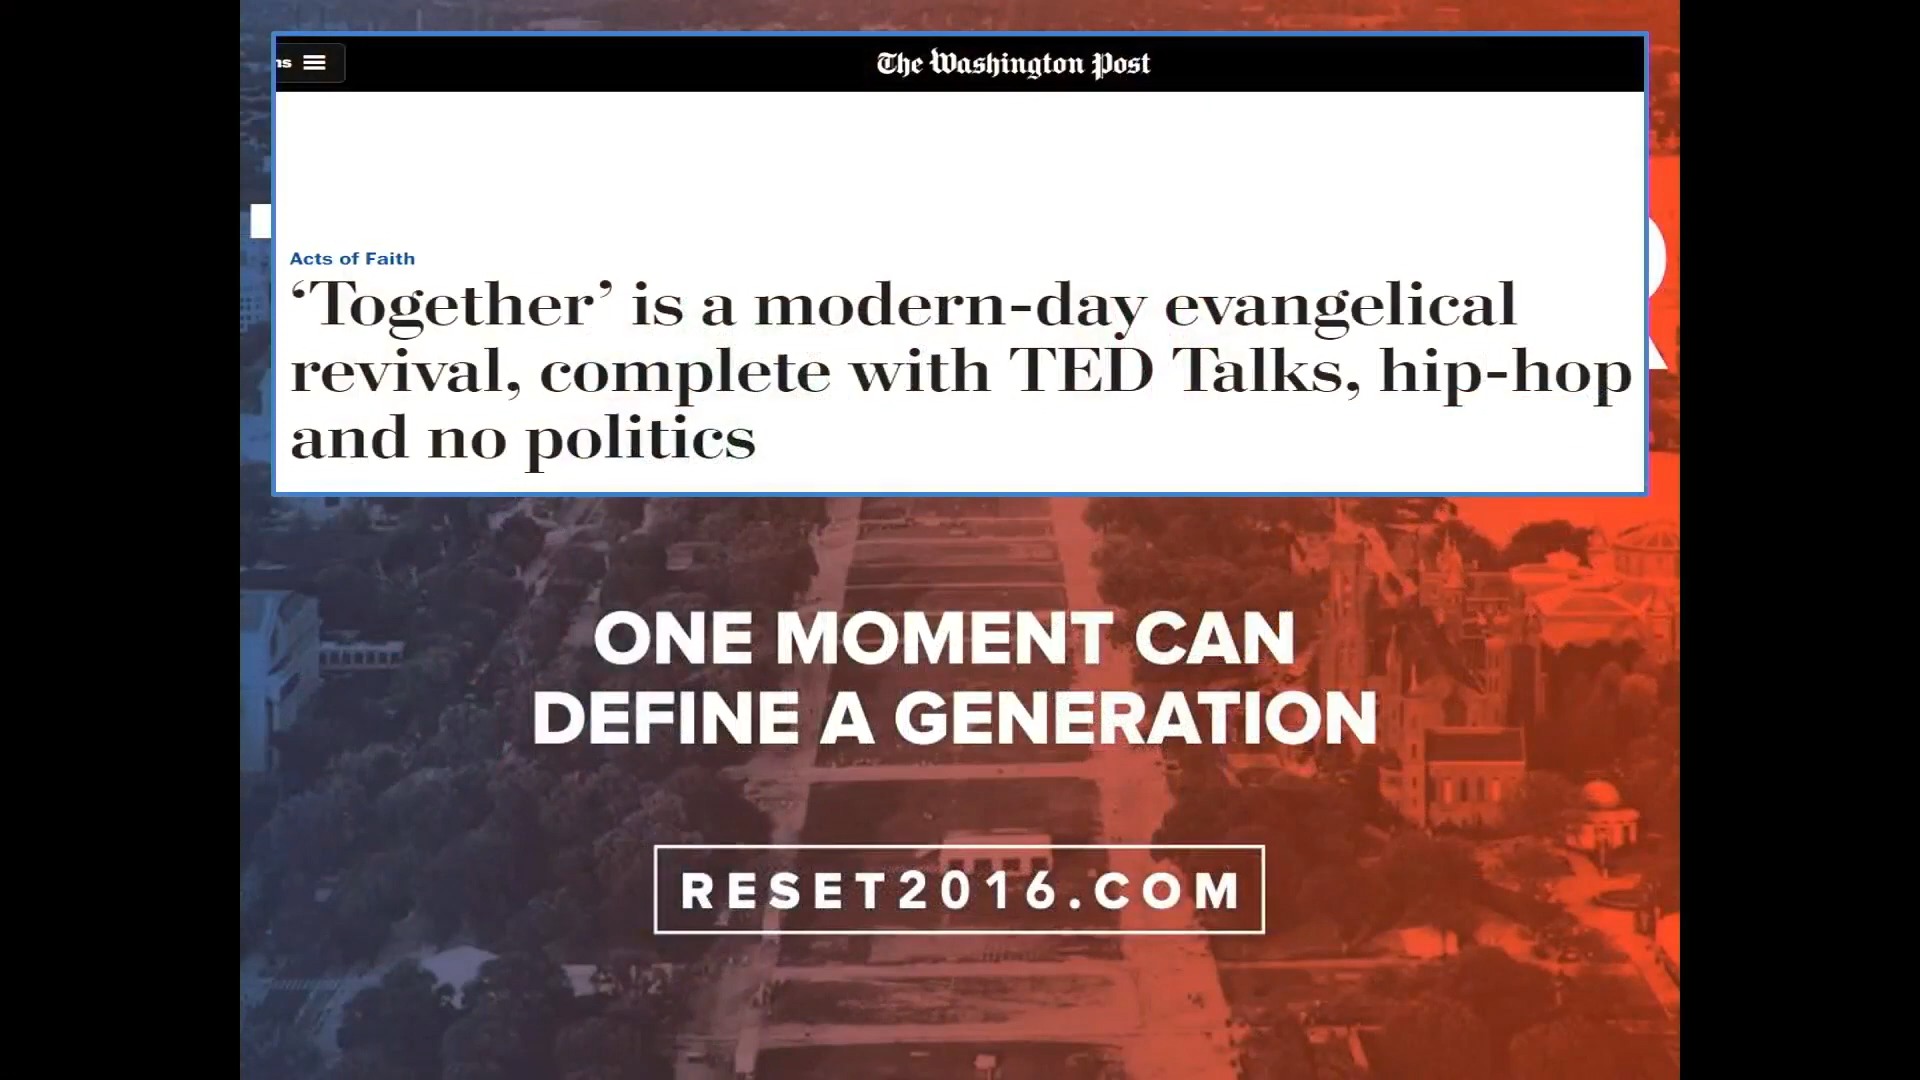 ns
The Washington Post
Acts of Faith
‘Together’ is a modern-day evangelical
revival, complete with TED Talks, hip-hop
and no politics
ONE MOMENT CAN
DEFINE A GENERATION
RESET2016.COM